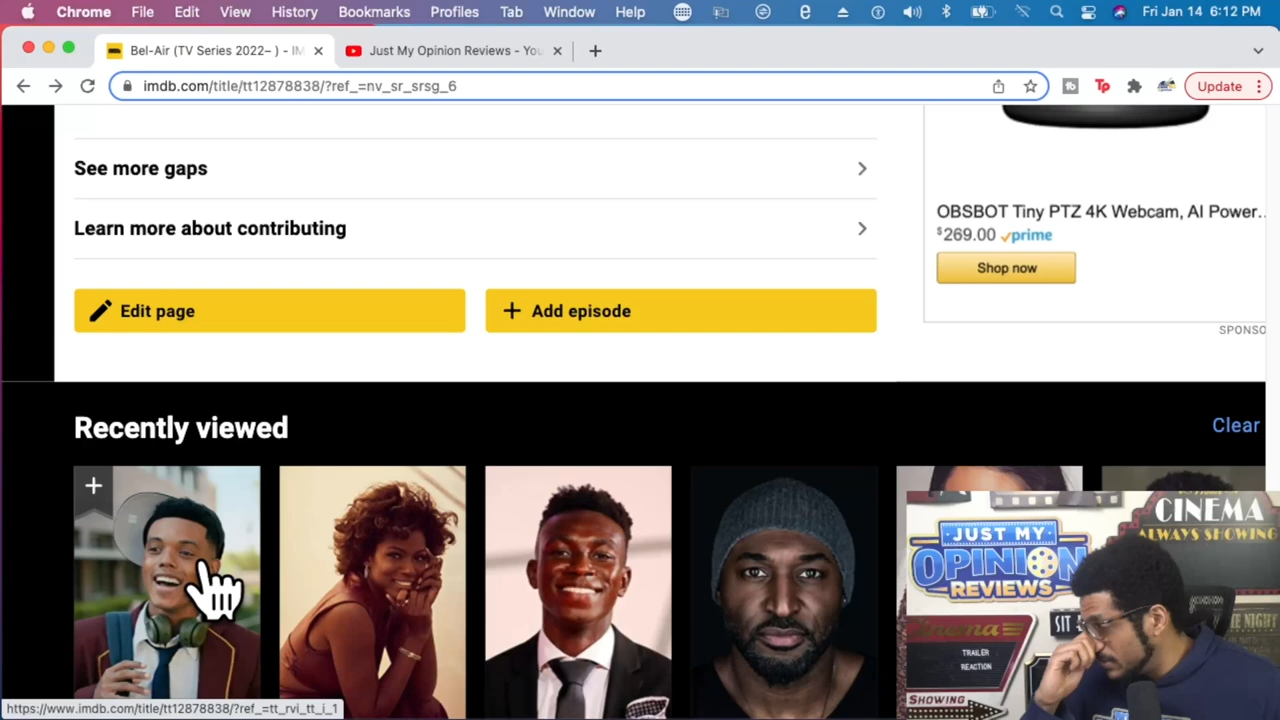 Chrome File Edit View History Bookmarks Profiles Tab Window Help Fri Jan 14 6:12 PM
Bel-Air (TV Series 2022– ) - IM
Just My Opinion Reviews - You
imdb.com/title/tt12878838/?ref_=nv_sr_srsg_6
Update
See more gaps
Learn more about contributing
OBSBOT Tiny PTZ 4K Webcam, AI Power…
$269.00 prime
Shop now
SPONSO
Edit page
Add episode
Recently viewed
Clear
CINEMA
ALWAYS SHOWING
JUST MY
OPINION
REVIEWS
Cinema
TRAILER
REACTION
SIT
SHOWING
https://www.imdb.com/title/tt12878838/?ref_=tt_rvi_tt_i_1